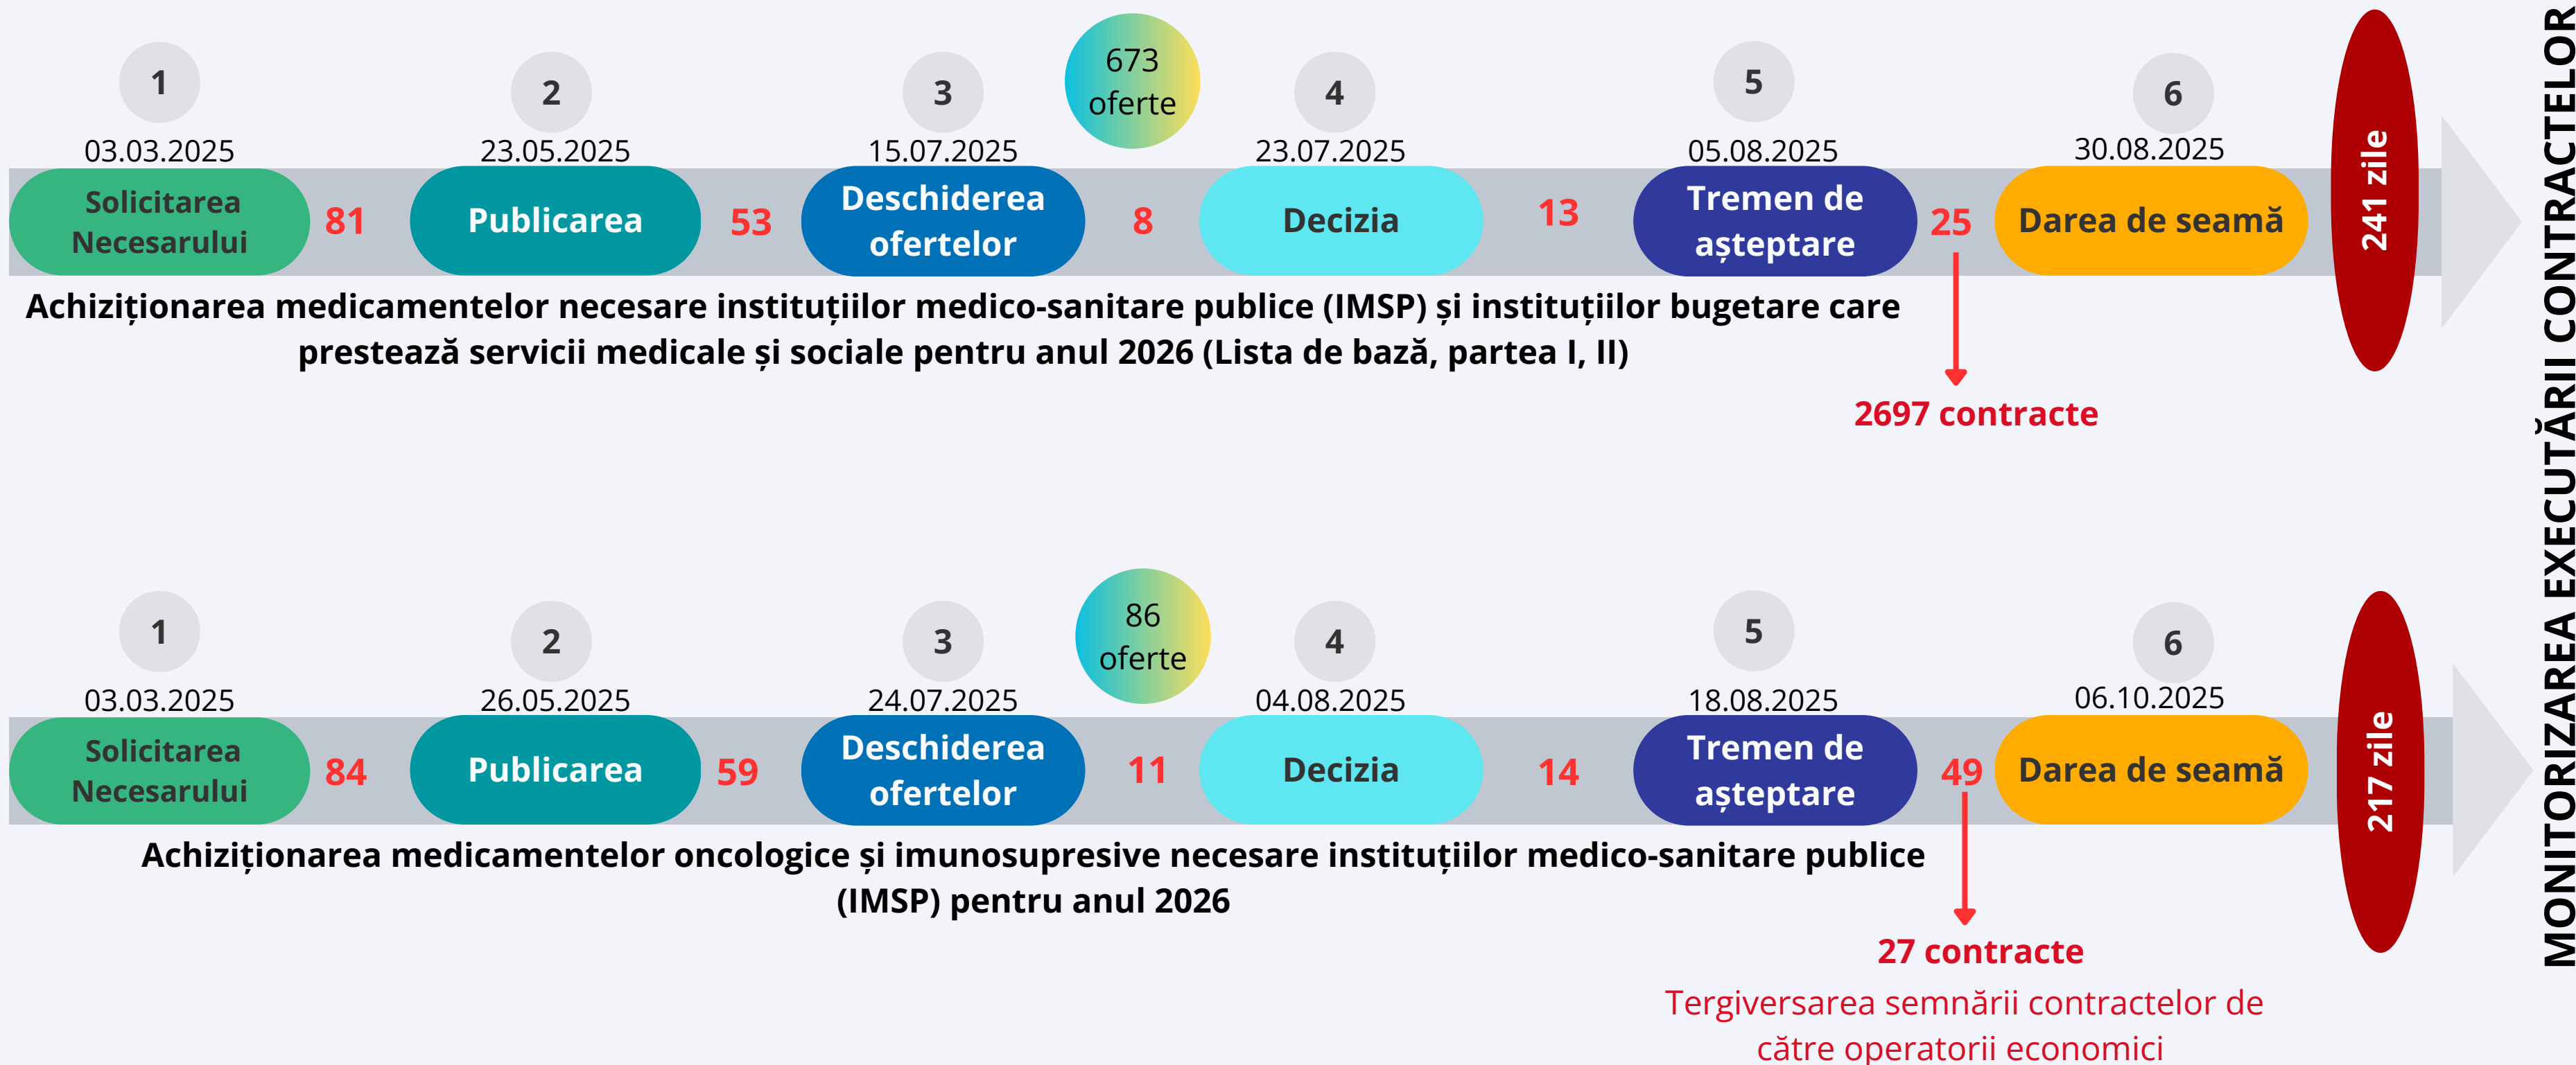 1
2
3
673
oferte
4
5
6
03.03.2025
23.05.2025
15.07.2025
23.07.2025
05.08.2025
30.08.2025
Solicitarea
Necesarului
81
Publicarea
53
Deschiderea
ofertelor
8
Decizia
13
Tremen de
așteptare
25
Darea de seamă
241 zile
Achiziționarea medicamentelor necesare instituțiilor medico-sanitare publice (IMSP) și instituțiilor bugetare care
prestează servicii medicale și sociale pentru anul 2026 (Lista de bază, partea I, II)
2697 contracte
1
2
3
86
oferte
4
5
6
03.03.2025
26.05.2025
24.07.2025
04.08.2025
18.08.2025
06.10.2025
Solicitarea
Necesarului
84
Publicarea
59
Deschiderea
ofertelor
11
Decizia
14
Tremen de
așteptare
49
Darea de seamă
217 zile
Achiziționarea medicamentelor oncologice și imunosupresive necesare instituțiilor medico-sanitare publice
(IMSP) pentru anul 2026
27 contracte
Tergiversarea semnării contractelor de
către operatorii economici
MONITORIZAREA EXECUTĂRII CONTRACTELOR